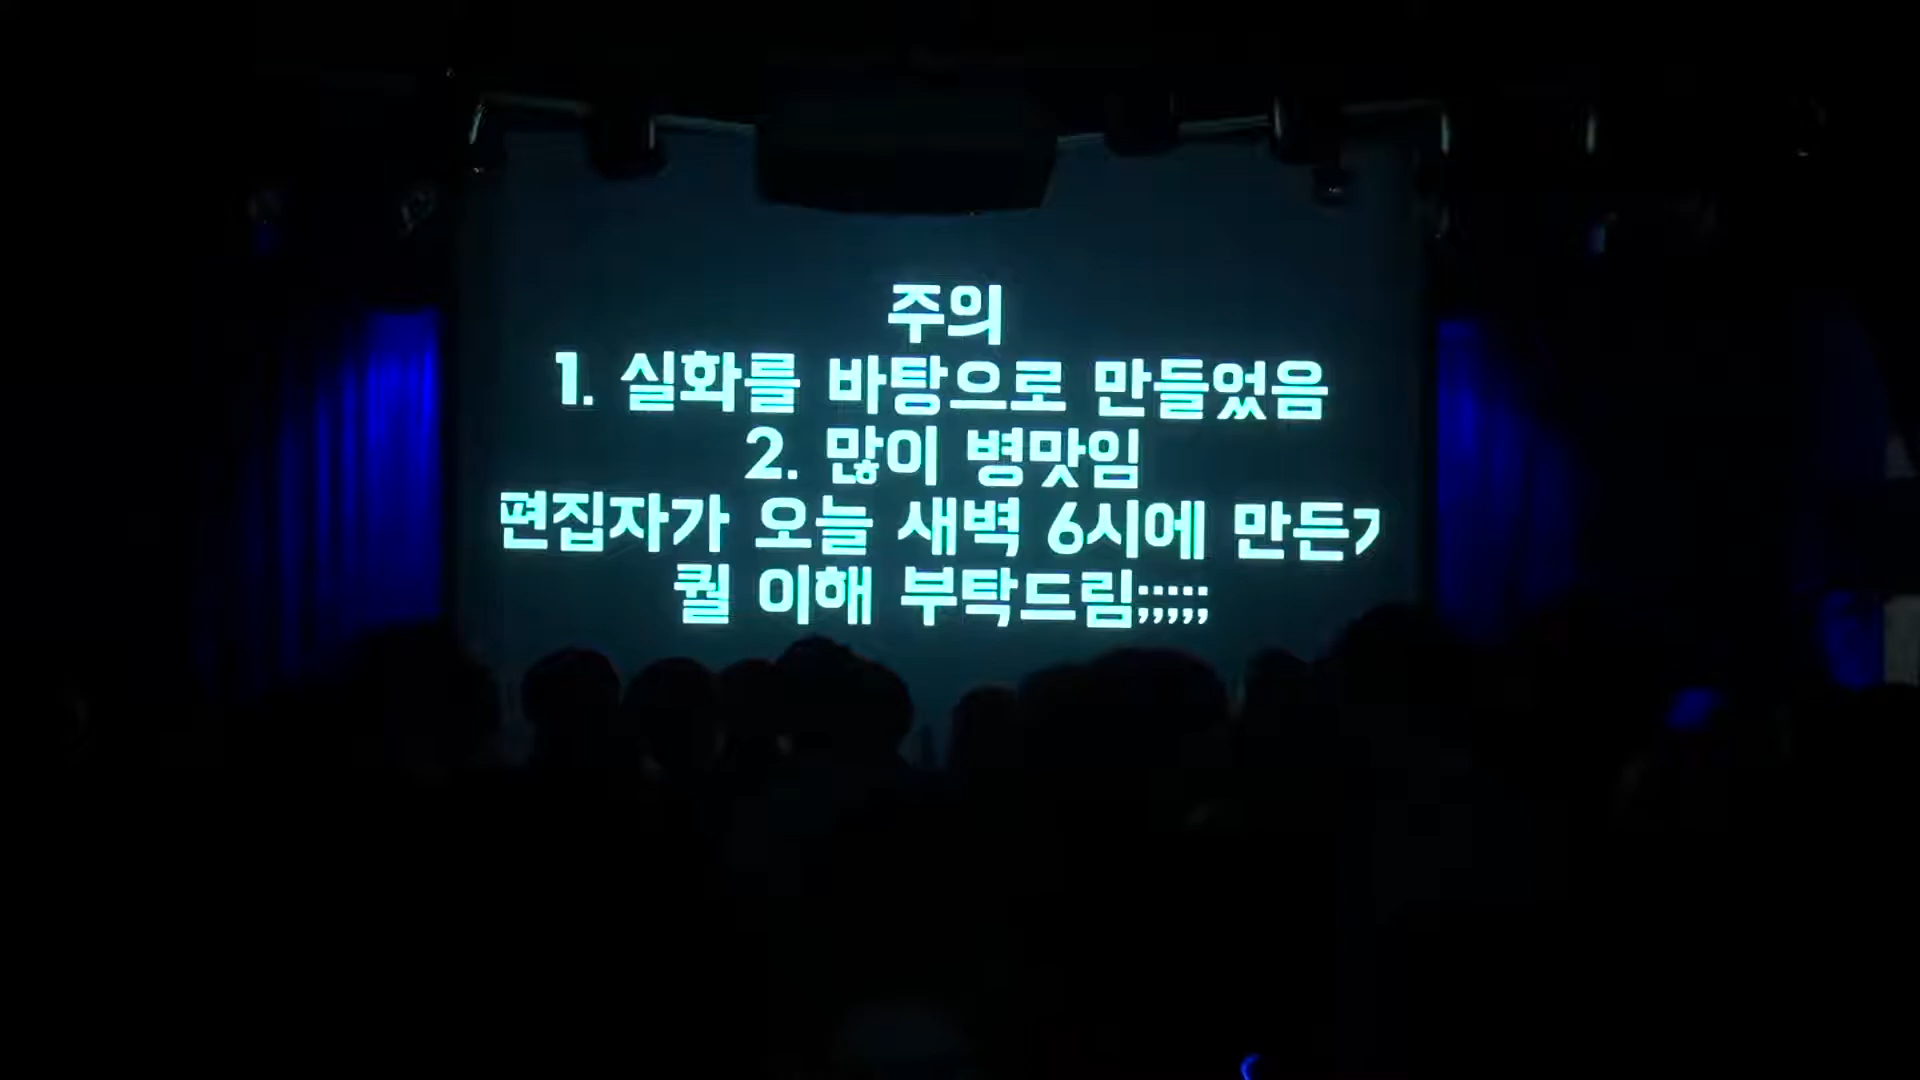 주의
1. 실화를 바탕으로 만들었음
2. 많이 병맛임
편집자가 오늘 새벽 6시에 만든
퀄 이해 부탁드림;;;;;